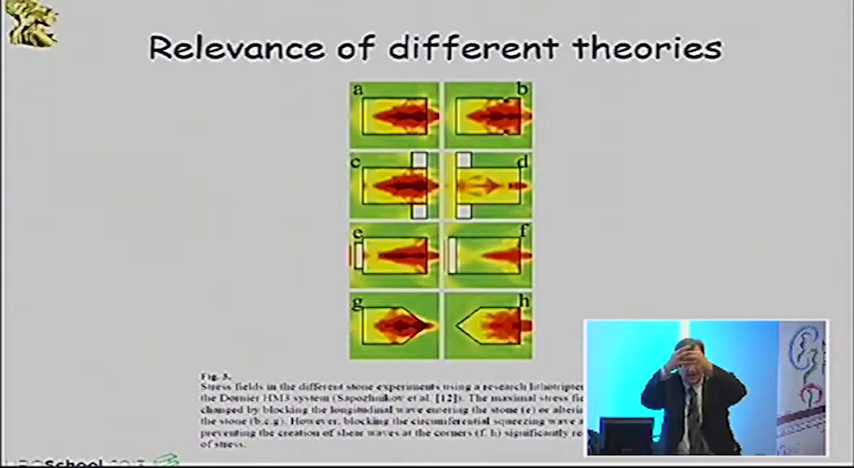 Relevance of different theories
a b
c d
e f
g h
Fig. 3.
Stress fields in the different stone experiments using a research lithotripter
the Dornier HM3 system (Sapozhnikov et al. [12]). The maximal stress fie
changed by blocking the longitudinal wave entering the stone (e) or alteri
the stone (b,c,g). However, blocking the circumferential squeezing wave a
preventing the creation of shear waves at the corners (f, h) significantly re
of stress.
School